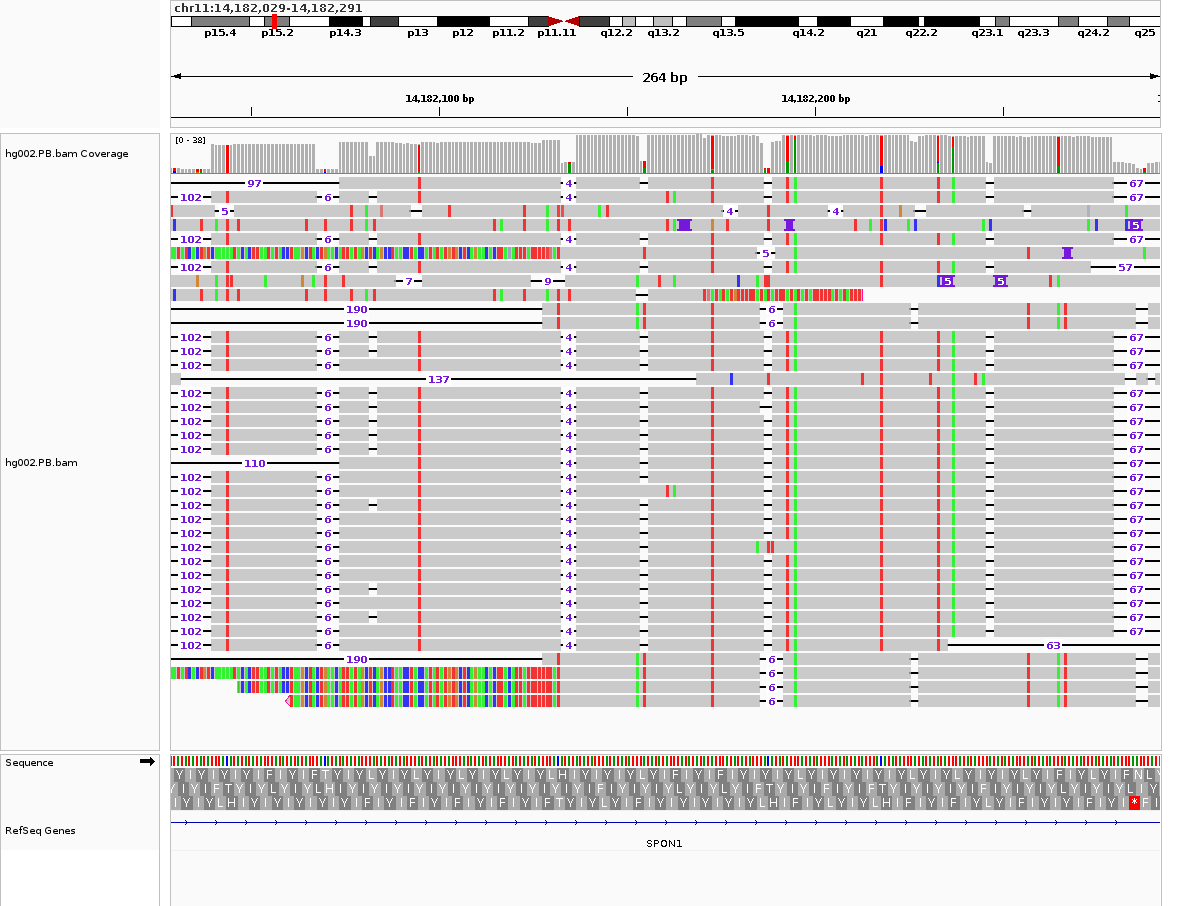 chr11:14,182,029-14,182,291
p15.4 p15.2 p14.3 p13 p12 p11.2 p11.11 q12.2 q13.2 q13.5 q14.2 q21 q22.2 q23.1 q23.3 q24.2 q25
264 bp
14,182,100 bp 14,182,200 bp
[0 - 38]
hg002.PB.bam Coverage
97 4 67
102 6 4 67
5 4 4
5
102 6 4 67
5
102 6 4 57
7 9 5 5
190 6
190 6
102 6 4 67
102 6 4 67
102 6 4 67
137
102 6 4 67
102 6 4 67
102 6 4 67
102 6 4 67
102 6 4 67
hg002.PB.bam
110 4 67
102 6 4 67
102 6 4 67
102 6 4 67
102 6 4 67
102 6 4 67
102 6 4 67
102 6 4 67
102 6 4 67
102 6 4 67
102 6 4 67
102 6 4 67
102 6 4 63
190 6
6
6
6
Sequence
RefSeq Genes
SPON1